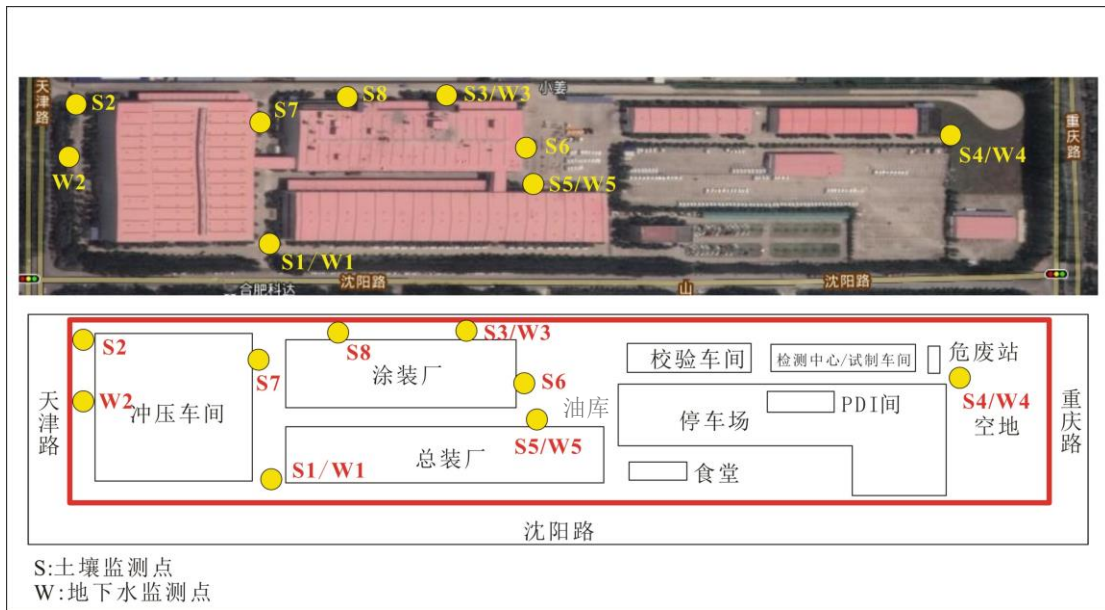 天津路
S2
S7
S8
S3/W3
小姜
S6
W2
S5/W5
S4/W4
重庆路
S1/W1
合肥科达
沈阳路
山
沈阳路
S2
S8
S3/W3
S7
涂装厂
校验车间
检测中心/试制车间
危废站
天津路
W2
冲压车间
S6
油库
停车场
PDI间
S4/W4
空地
重庆路
S5/W5
总装厂
S1/W1
食堂
沈阳路
S:土壤监测点
W:地下水监测点